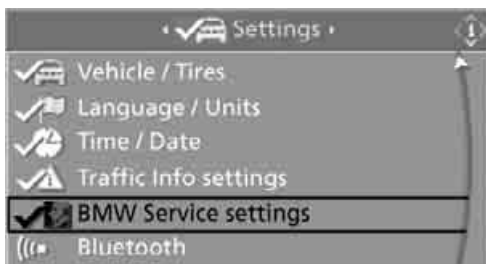 Settings
Vehicle / Tires
Language / Units
Time / Date
Traffic Info settings
BMW Service settings
Bluetooth